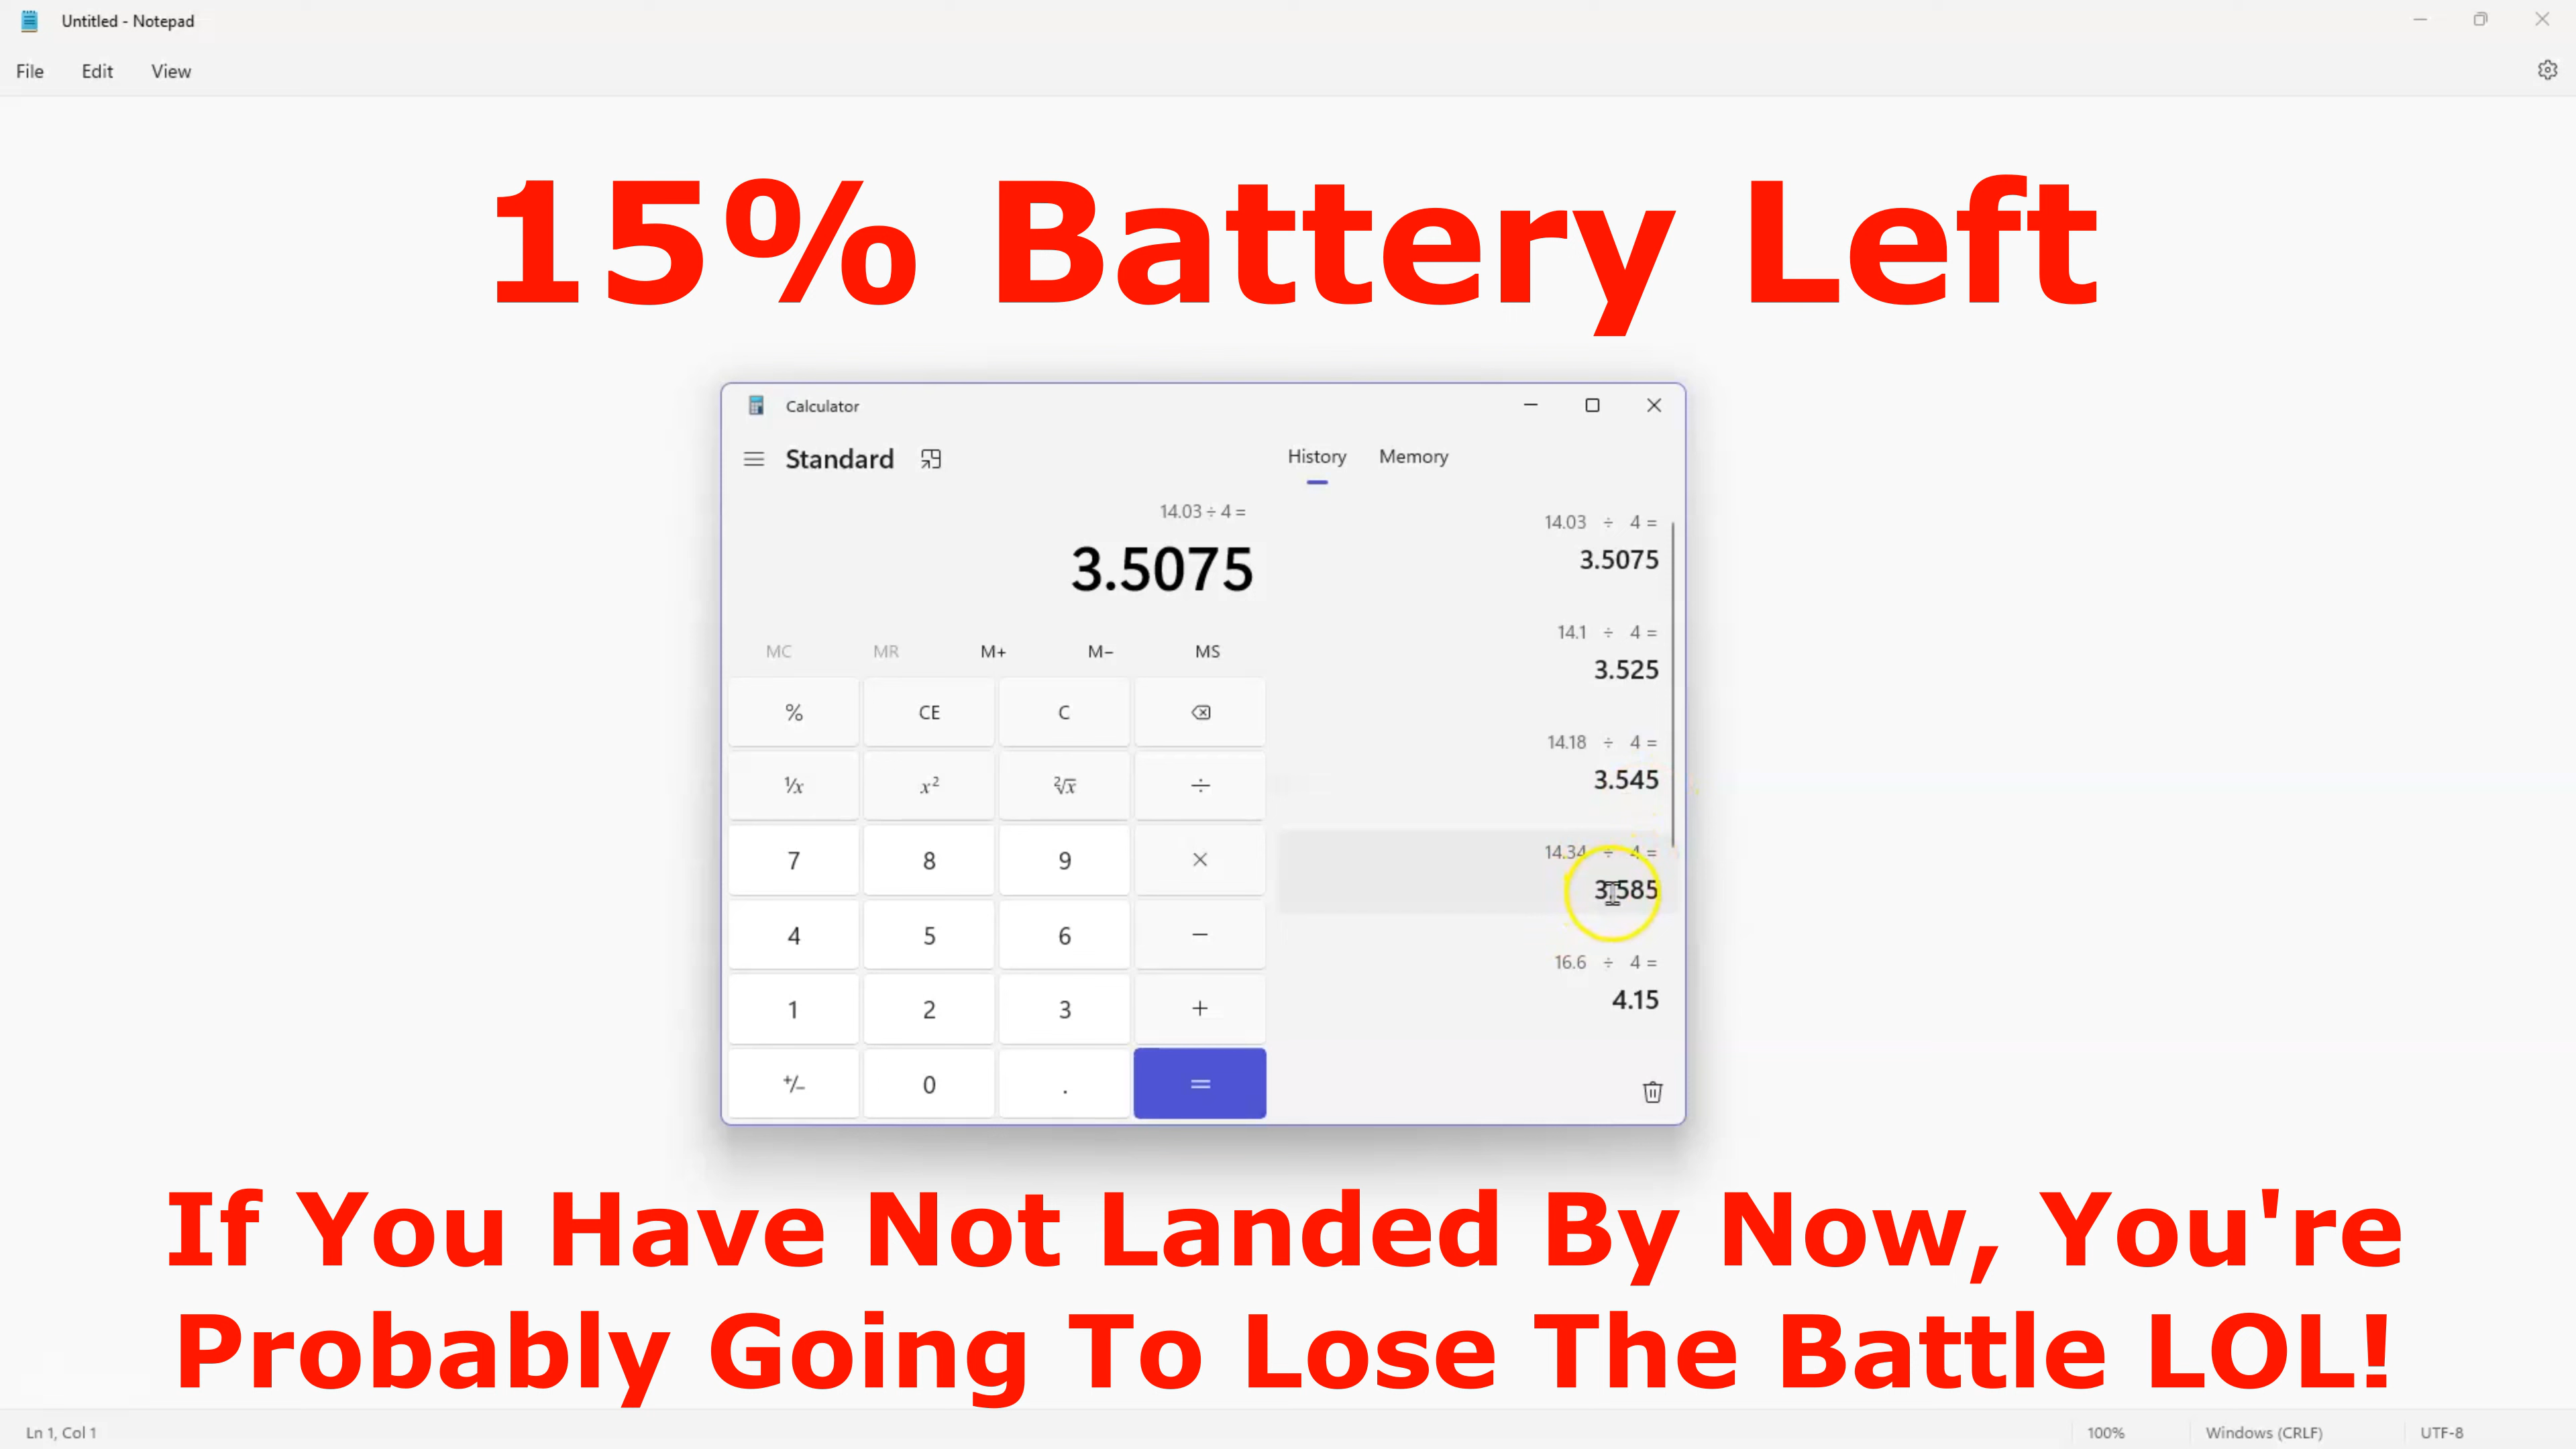 Untitled - Notepad
File Edit View
15% Battery Left
Calculator
Standard
History Memory
14.03 ÷ 4 =
3.5075
MC MR M+ M− MS
% CE C
¹/x x² ²√x ÷
7 8 9 ×
4 5 6 −
1 2 3 +
+/− 0 . =
14.03 ÷ 4 =
3.5075
14.1 ÷ 4 =
3.525
14.18 ÷ 4 =
3.545
14.34 ÷ 4 =
3.585
16.6 ÷ 4 =
4.15
If You Have Not Landed By Now, You're
Probably Going To Lose The Battle LOL!
Ln 1, Col 1 100% Windows (CRLF) UTF-8